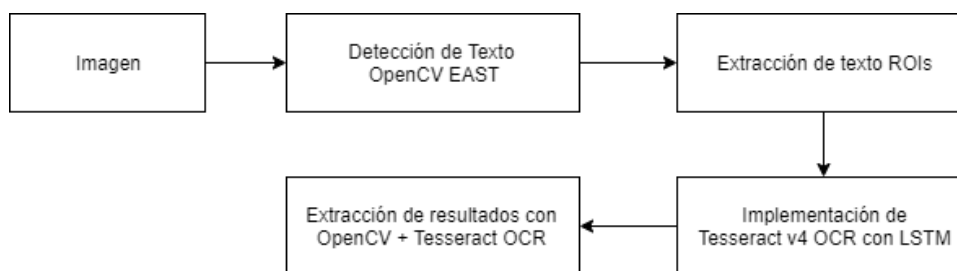 Imagen
Detección de Texto
OpenCV EAST
Extracción de texto ROIs
Implementación de
Tesseract v4 OCR con LSTM
Extracción de resultados con
OpenCV + Tesseract OCR